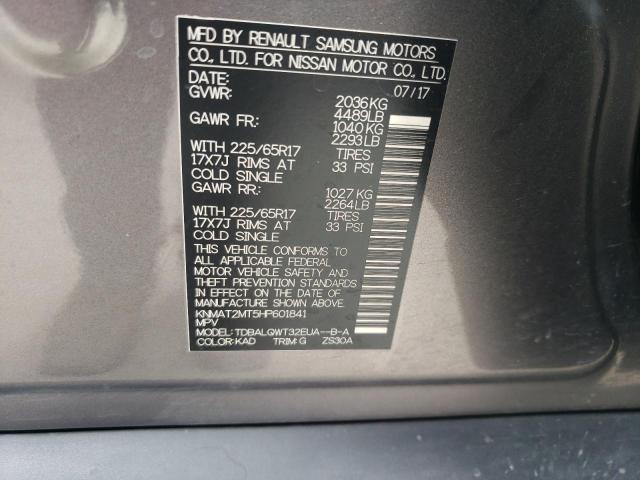 MFD BY RENAULT SAMSUNG MOTORS
CO., LTD. FOR NISSAN MOTOR CO., LTD.
DATE: 07/17
GVWR: 2036KG
4489LB
GAWR FR: 1040KG
2293LB
WITH 225/65R17 TIRES
17X7J RIMS AT 33 PSI
COLD SINGLE
GAWR RR: 1027KG
2264LB
WITH 225/65R17 TIRES
17X7J RIMS AT 33 PSI
COLD SINGLE
THIS VEHICLE CONFORMS TO
ALL APPLICABLE FEDERAL
MOTOR VEHICLE SAFETY AND
THEFT PREVENTION STANDARDS
IN EFFECT ON THE DATE OF
MANUFACTURE SHOWN ABOVE.
KNMAT2MT5HP601841
MPV
MODEL: TDBALQWT32EUA--B-A
COLOR: KAD TRIM: G ZS30A